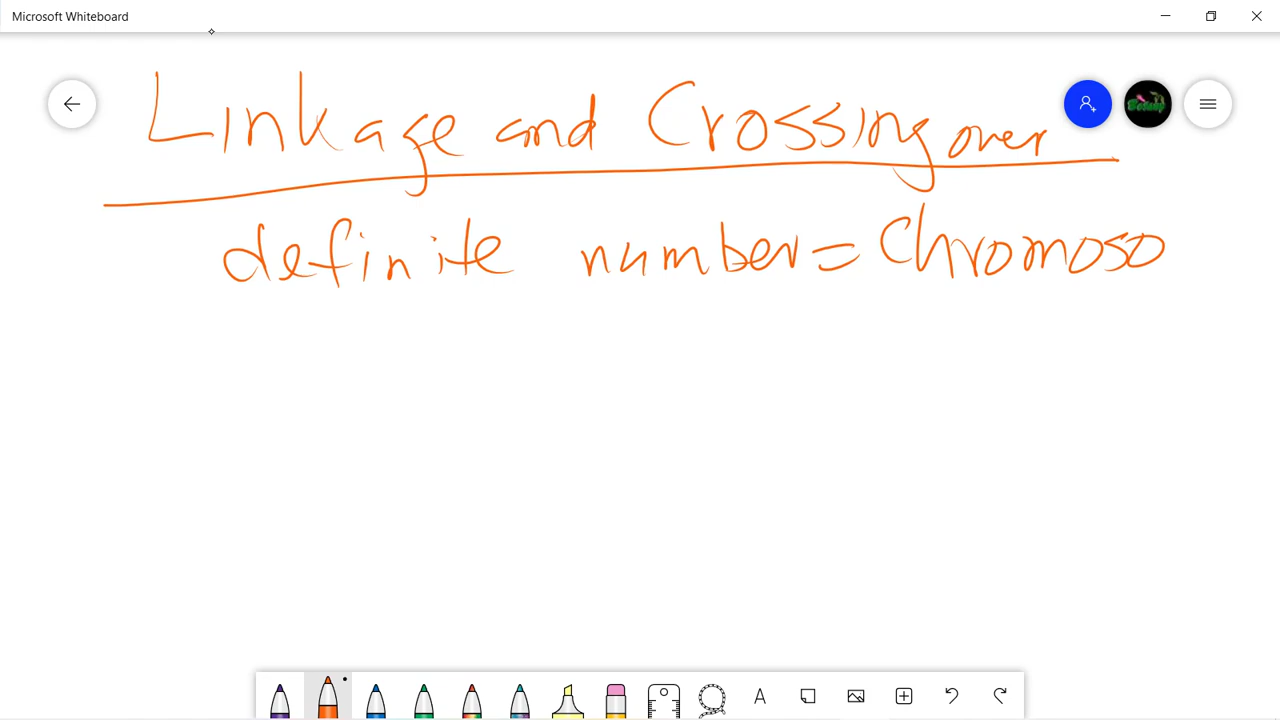 Microsoft Whiteboard
Linkage and Crossing over
definite number = Chromoso
A